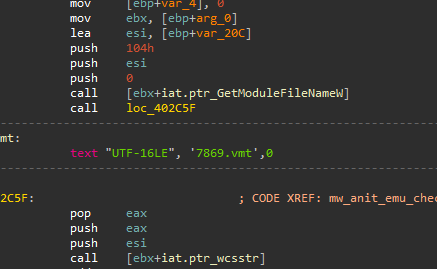 mov     [ebp+var_4], 0
mov     ebx, [ebp+arg_0]
lea     esi, [ebp+var_20C]
push    104h
push    esi
push    0
call    [ebx+iat.ptr_GetModuleFileNameW]
call    loc_402C5F
mt:
text "UTF-16LE", '7869.vmt',0
2C5F:                             ; CODE XREF: mw_anit_emu_chec
pop     eax
push    eax
push    esi
call    [ebx+iat.ptr_wcsstr]